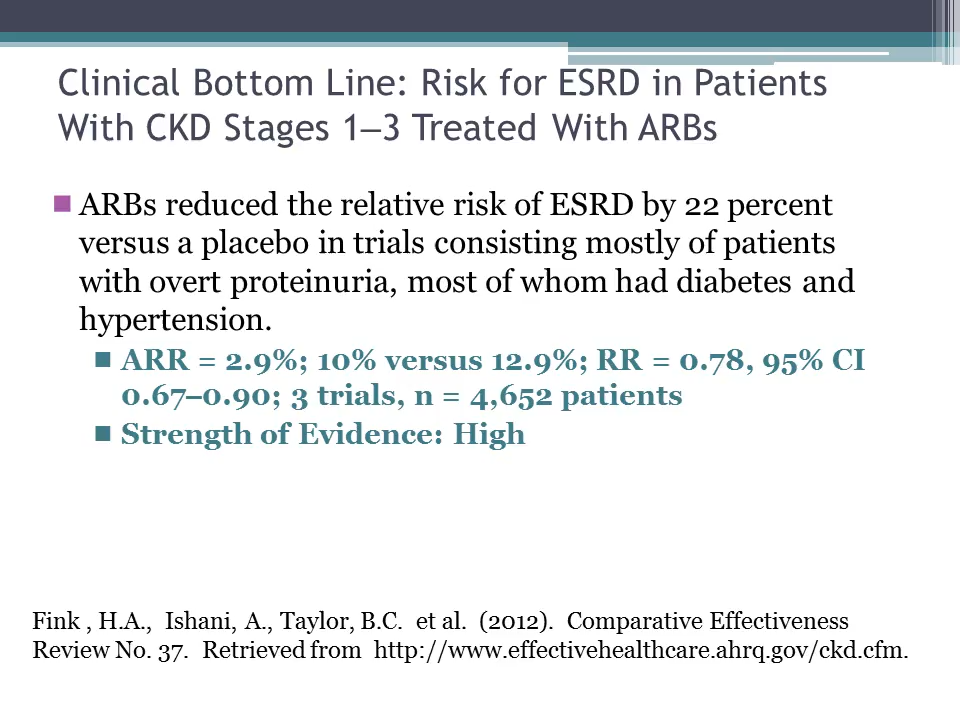 Clinical Bottom Line: Risk for ESRD in Patients
With CKD Stages 1–3 Treated With ARBs
ARBs reduced the relative risk of ESRD by 22 percent
versus a placebo in trials consisting mostly of patients
with overt proteinuria, most of whom had diabetes and
hypertension.
ARR = 2.9%; 10% versus 12.9%; RR = 0.78, 95% CI
0.67–0.90; 3 trials, n = 4,652 patients
Strength of Evidence: High
Fink , H.A., Ishani, A., Taylor, B.C. et al. (2012). Comparative Effectiveness
Review No. 37. Retrieved from http://www.effectivehealthcare.ahrq.gov/ckd.cfm.